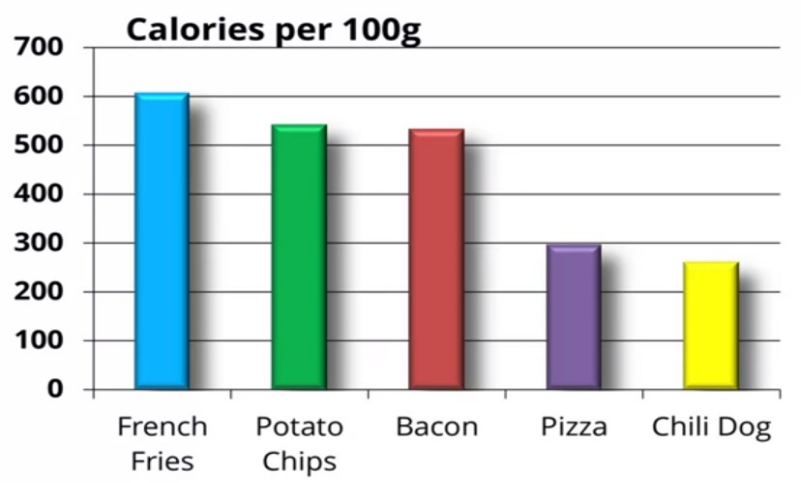 Calories per 100g
700
600
500
400
300
200
100
0
French
Fries
Potato
Chips
Bacon
Pizza
Chili Dog